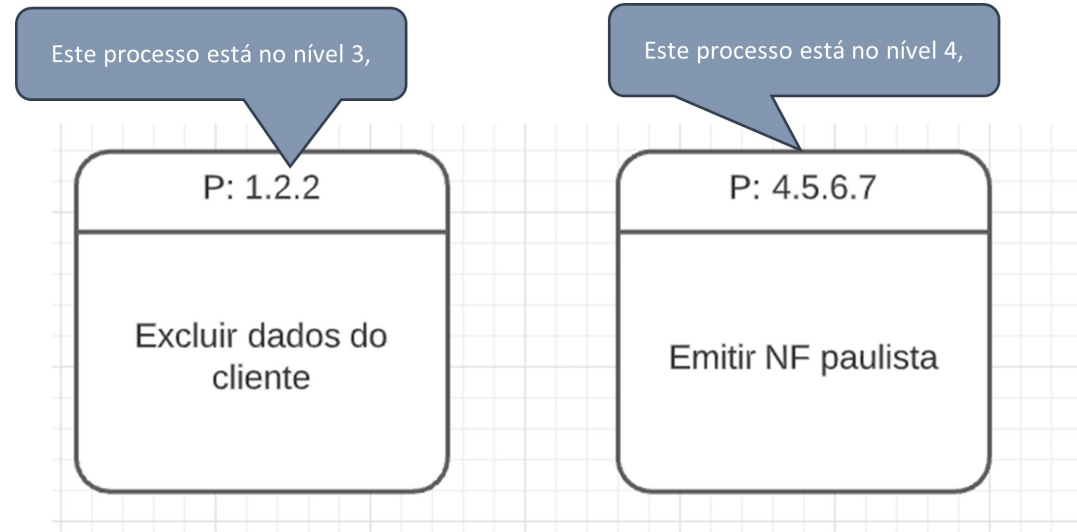 Este processo está no nível 3,
Este processo está no nível 4,
P: 1.2.2
P: 4.5.6.7
Excluir dados do
cliente
Emitir NF paulista